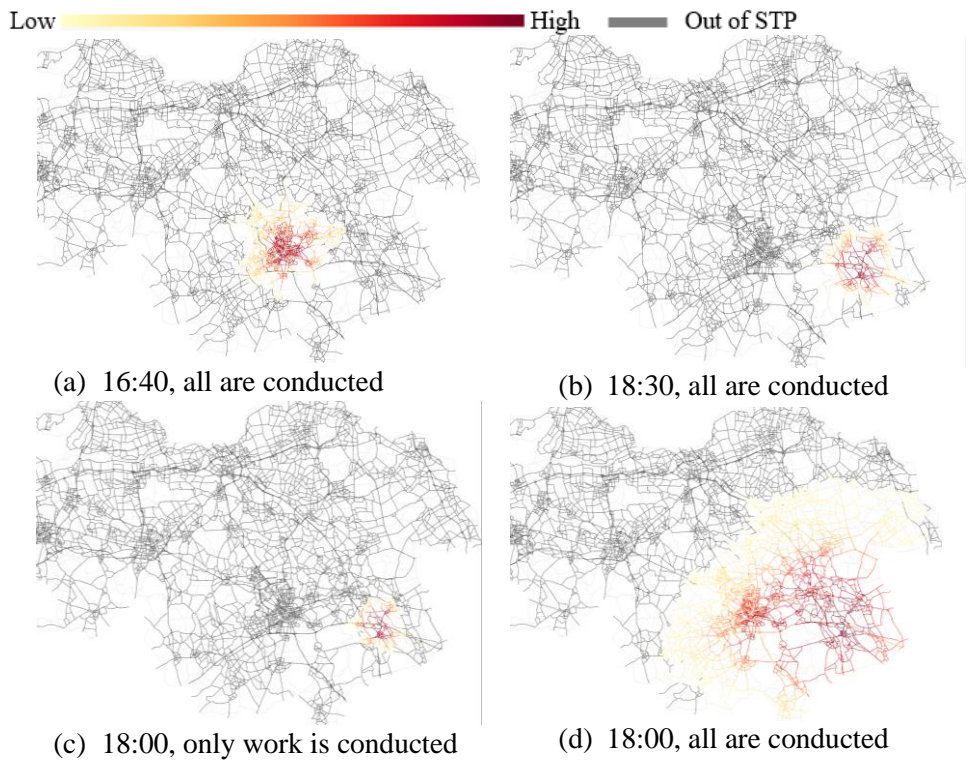 Low High Out of STP
(a) 16:40, all are conducted
(b) 18:30, all are conducted
(c) 18:00, only work is conducted
(d) 18:00, all are conducted